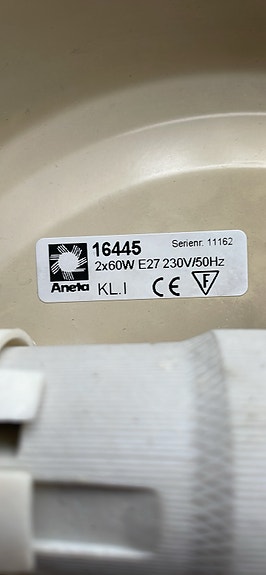 16445 Serienr. 11162
2x60W E27 230V/50Hz
Aneta KL.I CE F